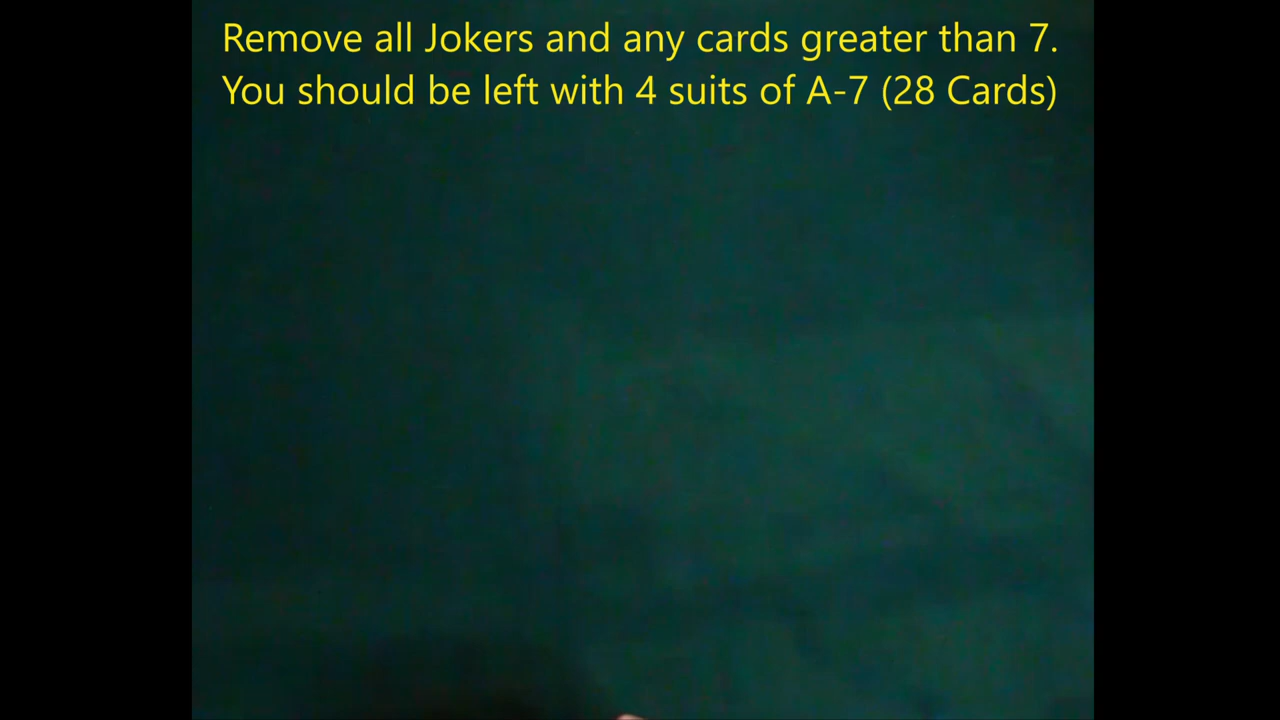 Remove all Jokers and any cards greater than 7.
You should be left with 4 suits of A-7 (28 Cards)